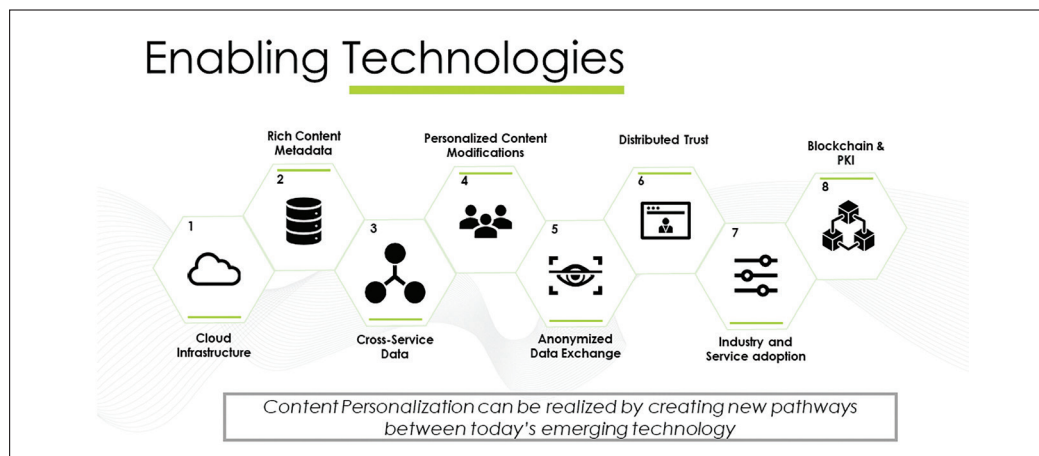 Enabling Technologies
1
Cloud
Infrastructure
Rich Content
Metadata
2
3
Cross-Service
Data
Personalized Content
Modifications
4
5
Anonymized
Data Exchange
Distributed Trust
6
7
Industry and
Service adoption
Blockchain &
PKI
8
Content Personalization can be realized by creating new pathways
between today's emerging technology